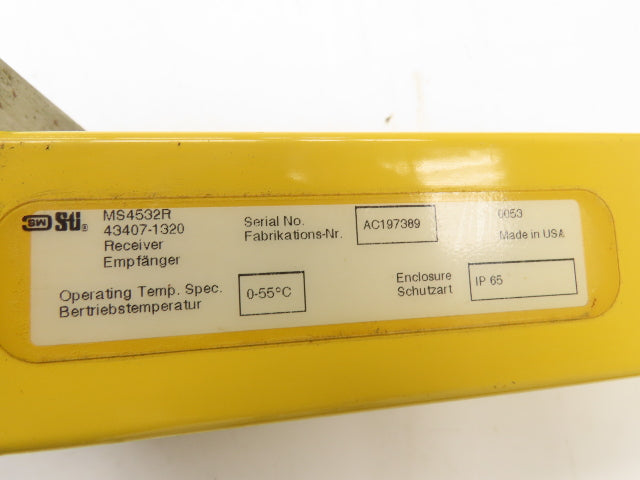 MS STI® MS4532R
43407-1320
Receiver
Empfänger
Serial No.
Fabrikations-Nr.
AC197389
0053
Made in USA
Operating Temp. Spec.
Bertriebstemperatur
0-55°C
Enclosure
Schutzart
IP 65